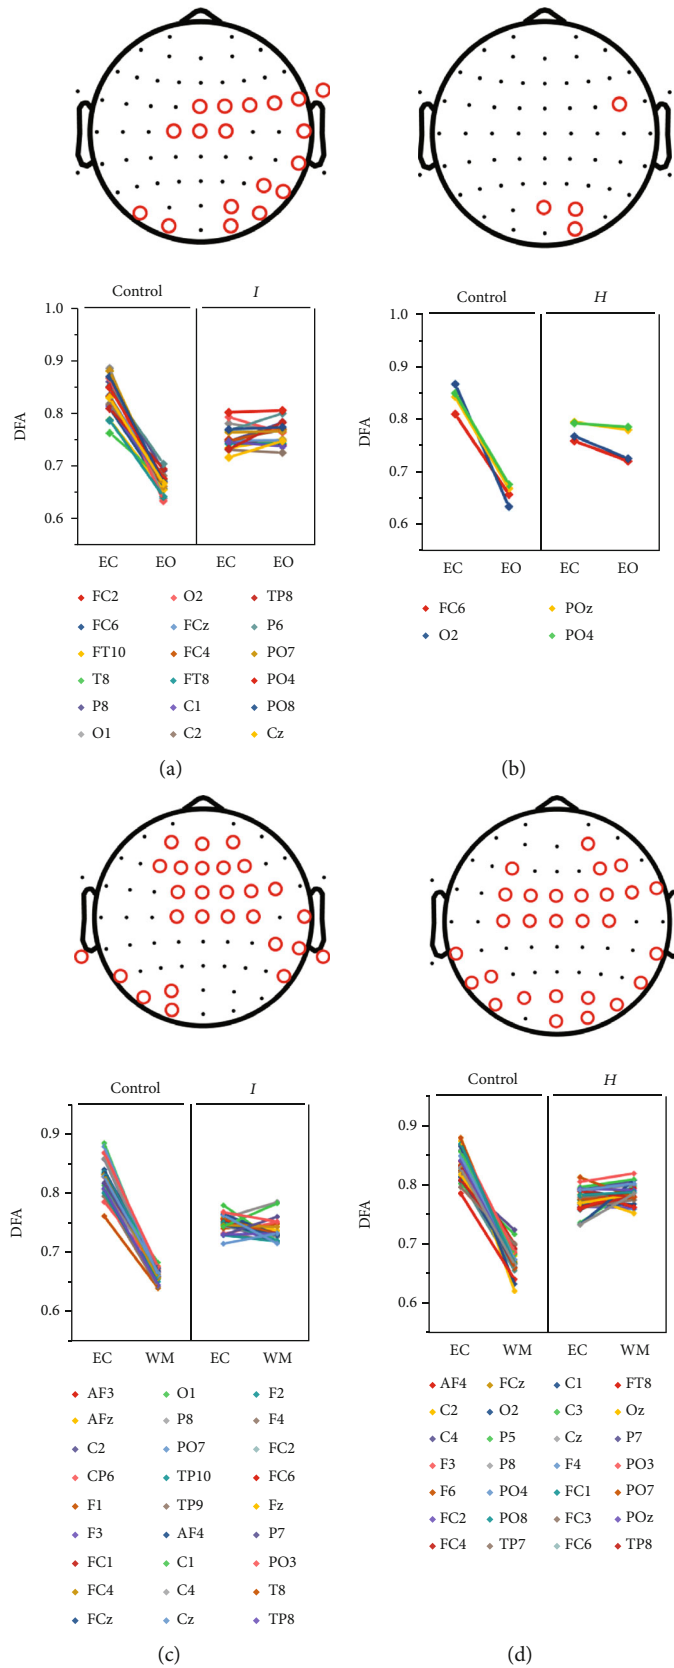 Control I
1.0
0.9
0.8
0.7
0.6
DFA
EC EO EC EO
FC2 O2 TP8
FC6 FCz P6
FT10 FC4 PO7
T8 FT8 PO4
P8 C1 PO8
O1 C2 Cz
(a)
Control H
1.0
0.9
0.8
0.7
0.6
DFA
EC EO EC EO
FC6 POz
O2 PO4
(b)
Control I
0.9
0.8
0.7
0.6
DFA
EC WM EC WM
AF3 O1 F2
AFz P8 F4
C2 PO7 FC2
CP6 TP10 FC6
F1 TP9 Fz
F3 AF4 P7
FC1 C1 PO3
FC4 C4 T8
FCz Cz TP8
(c)
Control H
0.9
0.8
0.7
0.6
DFA
EC WM EC WM
AF4 FCz C1 FT8
C2 O2 C3 Oz
C4 P5 Cz P7
F3 P8 F4 PO3
F6 PO4 FC1 PO7
FC2 PO8 FC3 POz
FC4 TP7 FC6 TP8
(d)